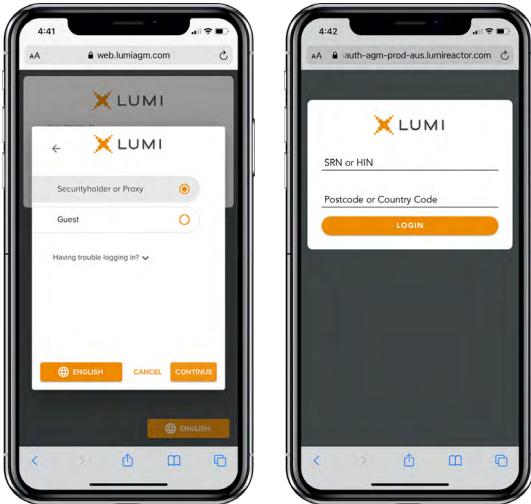 4:41
AA web.lumiagm.com
LUMI
LUMI
Securityholder or Proxy
Guest
Having trouble logging in?
ENGLISH CANCEL CONTINUE
ENGLISH
4:42
AA auth-agm-prod-aus.lumireactor.com
LUMI
SRN or HIN
Postcode or Country Code
LOGIN